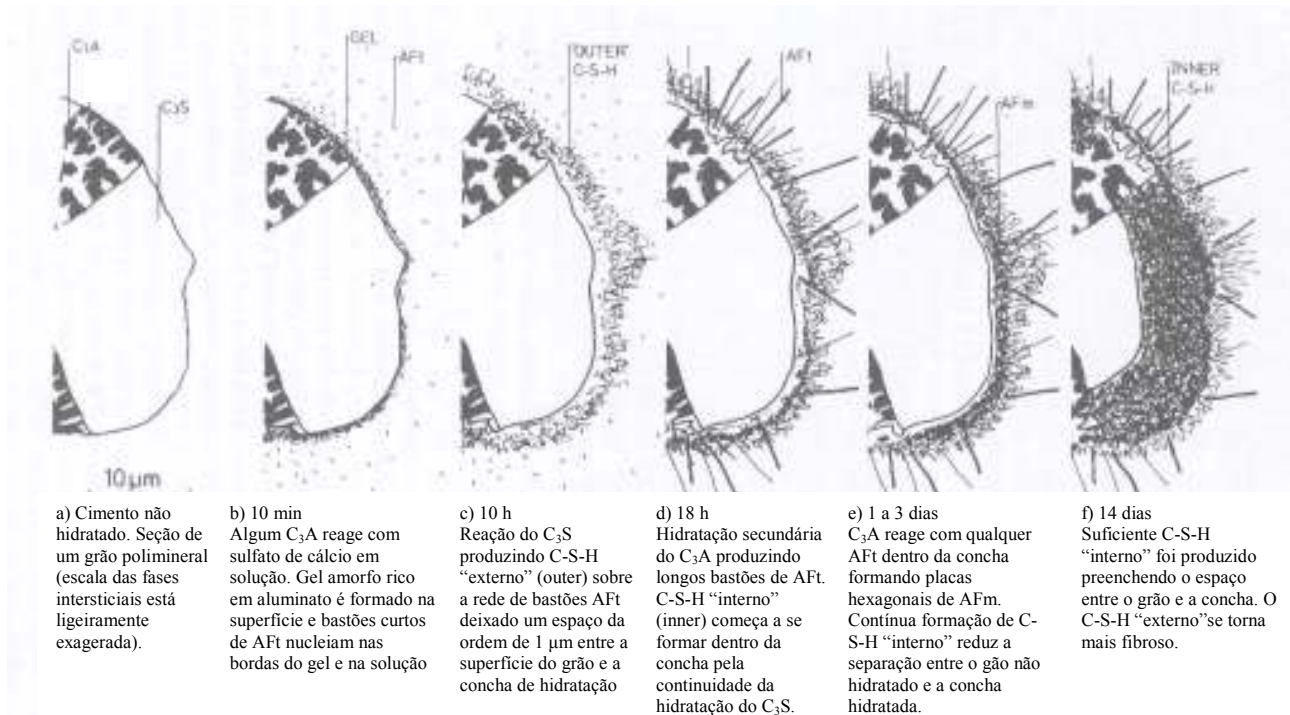 C₃A
C₃S
GEL
AFt
OUTER
C-S-H
AFt
AFm
INNER
C-S-H
10 µm
a) Cimento não
hidratado. Seção de
um grão polimineral
(escala das fases
intersticiais está
ligeiramente
exagerada).
b) 10 min
Algum C₃A reage com
sulfato de cálcio em
solução. Gel amorfo rico
em aluminato é formado na
superfície e bastões curtos
de AFt nucleiam nas
bordas do gel e na solução
c) 10 h
Reação do C₃S
produzindo C-S-H
“externo” (outer) sobre
a rede de bastões AFt
deixado um espaço da
ordem de 1 µm entre a
superfície do grão e a
concha de hidratação
d) 18 h
Hidratação secundária
do C₃A produzindo
longos bastões de AFt.
C-S-H “interno”
(inner) começa a se
formar dentro da
concha pela
continuidade da
hidratação do C₃S.
e) 1 a 3 dias
C₃A reage com qualquer
AFt dentro da concha
formando placas
hexagonais de AFm.
Contínua formação de C-
S-H “interno” reduz a
separação entre o gão não
hidratado e a concha
hidratada.
f) 14 dias
Suficiente C-S-H
“interno” foi produzido
preenchendo o espaço
entre o grão e a concha. O
C-S-H “externo”se torna
mais fibroso.